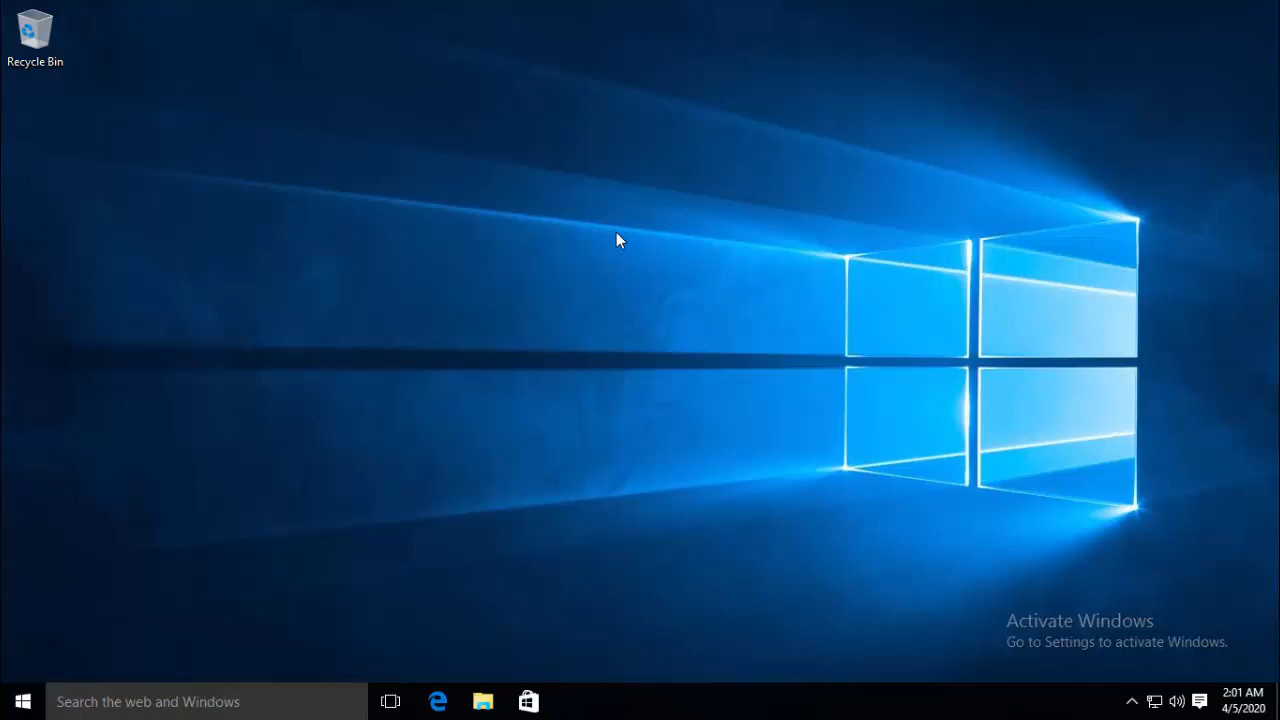 Recycle Bin
Activate Windows
Go to Settings to activate Windows.
Search the web and Windows
2:01 AM
4/5/2020